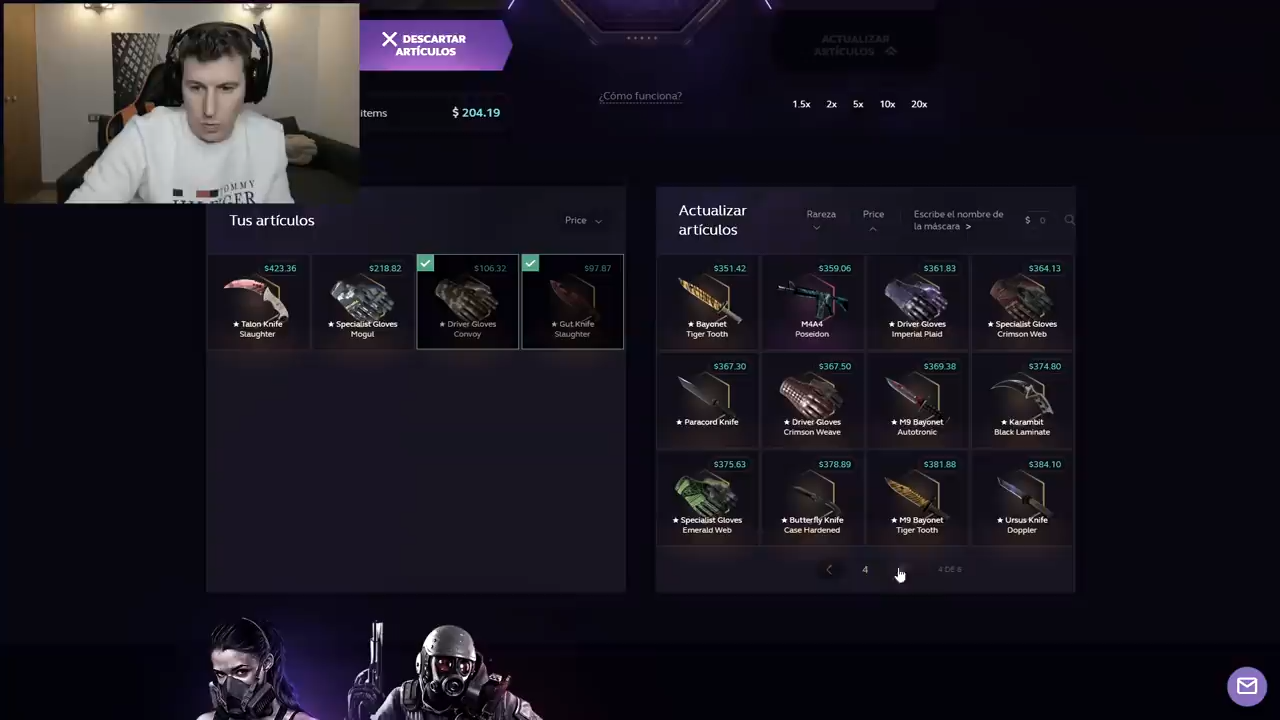 DESCARTAR
ARTÍCULOS
ACTUALIZAR
ARTÍCULOS
¿Cómo funciona?
1.5x 2x 5x 10x 20x
items $ 204.19
TOMMY
HILFIGER
Tus artículos
Price
Actualizar
artículos
Rareza
Price
Escribe el nombre de
la máscara >
$ 0
$423.36
★ Talon Knife
Slaughter
$218.82
★ Specialist Gloves
Mogul
$106.32
★ Driver Gloves
Convoy
$97.87
★ Gut Knife
Slaughter
$351.42
★ Bayonet
Tiger Tooth
$359.06
M4A4
Poseidon
$361.83
★ Driver Gloves
Imperial Plaid
$364.13
★ Specialist Gloves
Crimson Web
$367.30
★ Paracord Knife
$367.50
★ Driver Gloves
Crimson Weave
$369.38
★ M9 Bayonet
Autotronic
$374.80
★ Karambit
Black Laminate
$375.63
★ Specialist Gloves
Emerald Web
$378.89
★ Butterfly Knife
Case Hardened
$381.88
★ M9 Bayonet
Tiger Tooth
$384.10
★ Ursus Knife
Doppler
4